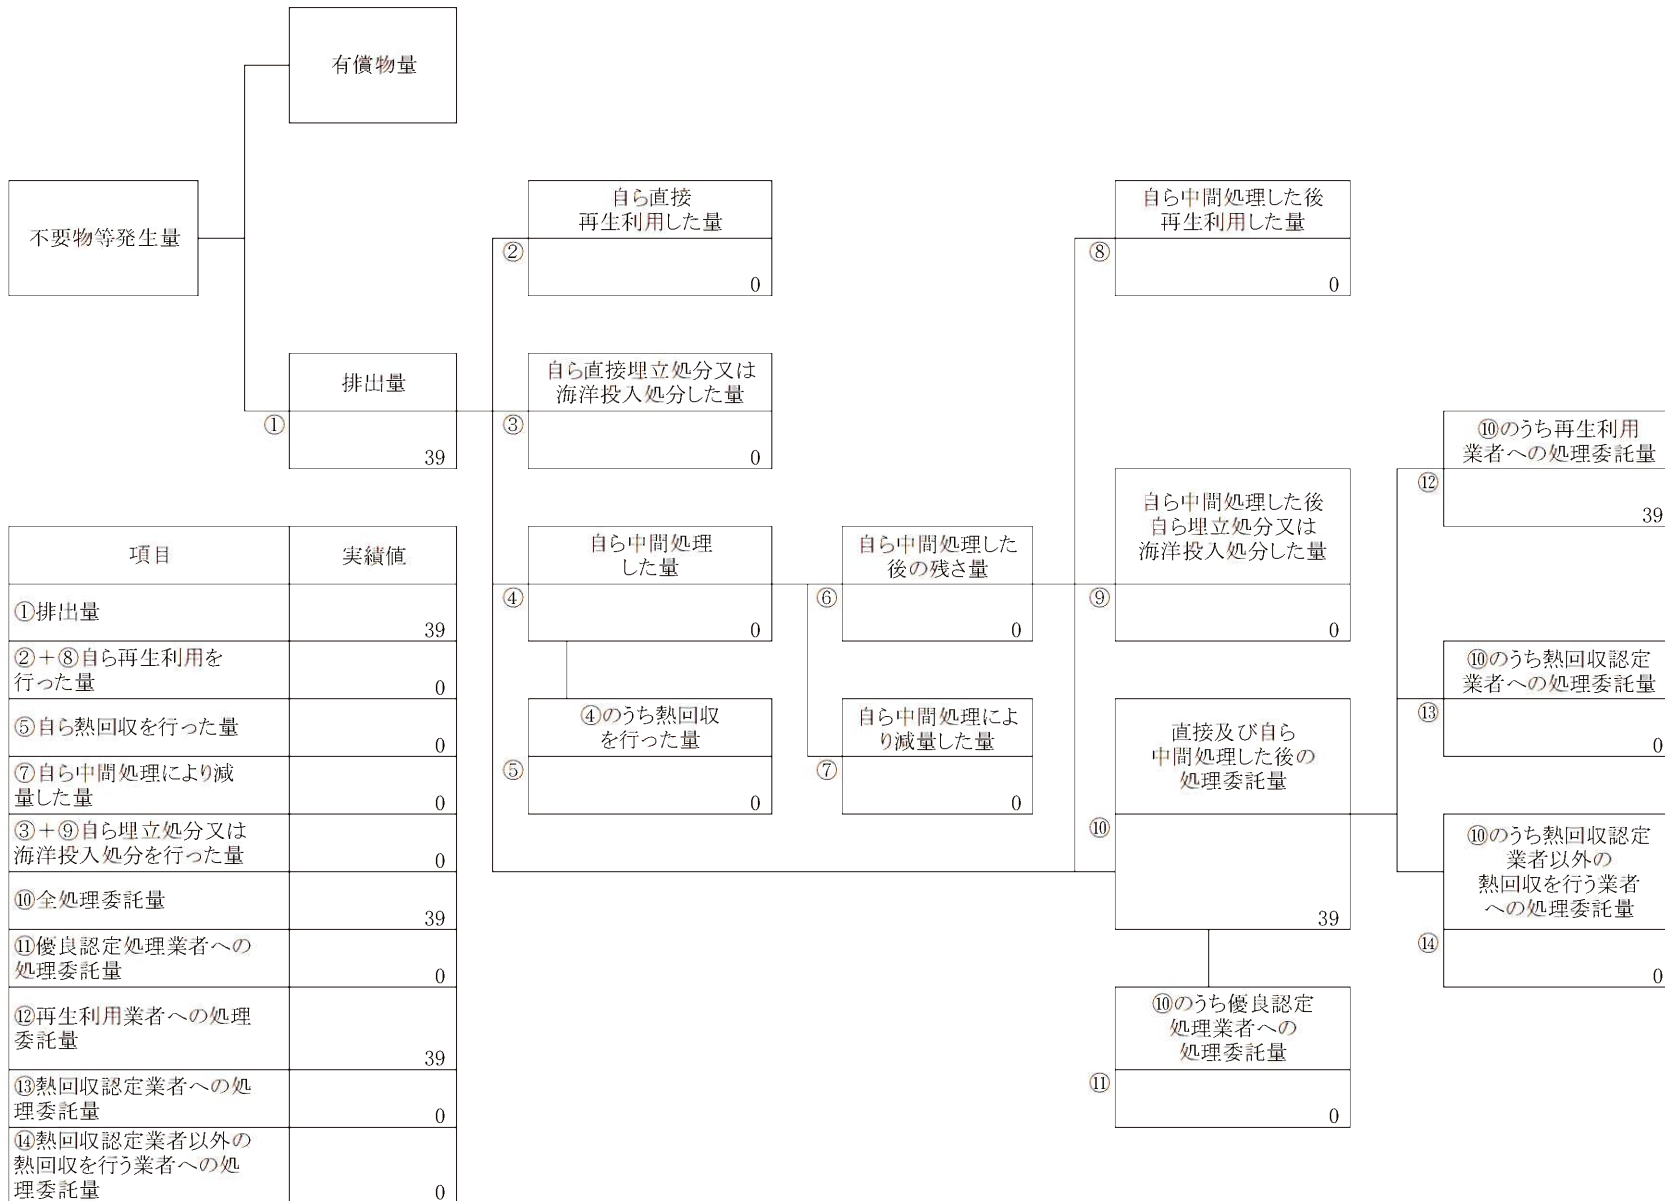 有償物量
不要物等発生量
自ら直接
再生利用した量
②
0
自ら中間処理した後
再生利用した量
⑧
0
排出量
①
39
自ら直接埋立処分又は
海洋投入処分した量
③
0
⑩のうち再生利用
業者への処理委託量
⑫
39
自ら中間処理
した量
④
0
自ら中間処理した
後の残さ量
⑥
0
自ら中間処理した後
自ら埋立処分又は
海洋投入処分した量
⑨
0
⑩のうち熱回収認定
業者への処理委託量
⑬
0
④のうち熱回収
を行った量
⑤
0
自ら中間処理によ
り減量した量
⑦
0
直接及び自ら
中間処理した後の
処理委託量
⑩
39
⑩のうち熱回収認定
業者以外の
熱回収を行う業者
への処理委託量
⑭
0
⑩のうち優良認定
処理業者への
処理委託量
⑪
0
項目 実績値
①排出量
39
②＋⑧自ら再生利用を
行った量 0
⑤自ら熱回収を行った量
0
⑦自ら中間処理により減
量した量 0
③＋⑨自ら埋立処分又は
海洋投入処分を行った量 0
⑩全処理委託量
39
⑪優良認定処理業者への
処理委託量 0
⑫再生利用業者への処理
委託量
39
⑬熱回収認定業者への処
理委託量 0
⑭熱回収認定業者以外の
熱回収を行う業者への処
理委託量 0